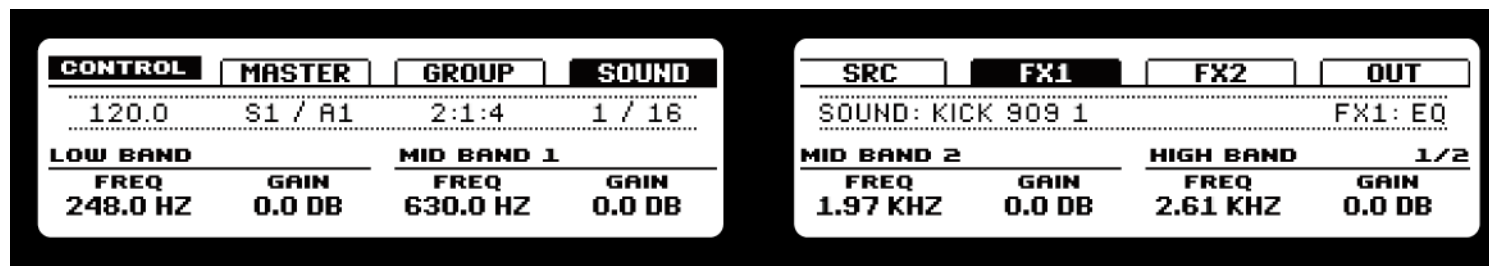 CONTROL MASTER GROUP SOUND
120.0 S1 / A1 2:1:4 1 / 16
LOW BAND MID BAND 1
FREQ GAIN FREQ GAIN
248.0 HZ 0.0 DB 630.0 HZ 0.0 DB
SRC FX1 FX2 OUT
SOUND: KICK 909 1 FX1: EQ
MID BAND 2 HIGH BAND 1/2
FREQ GAIN FREQ GAIN
1.97 KHZ 0.0 DB 2.61 KHZ 0.0 DB